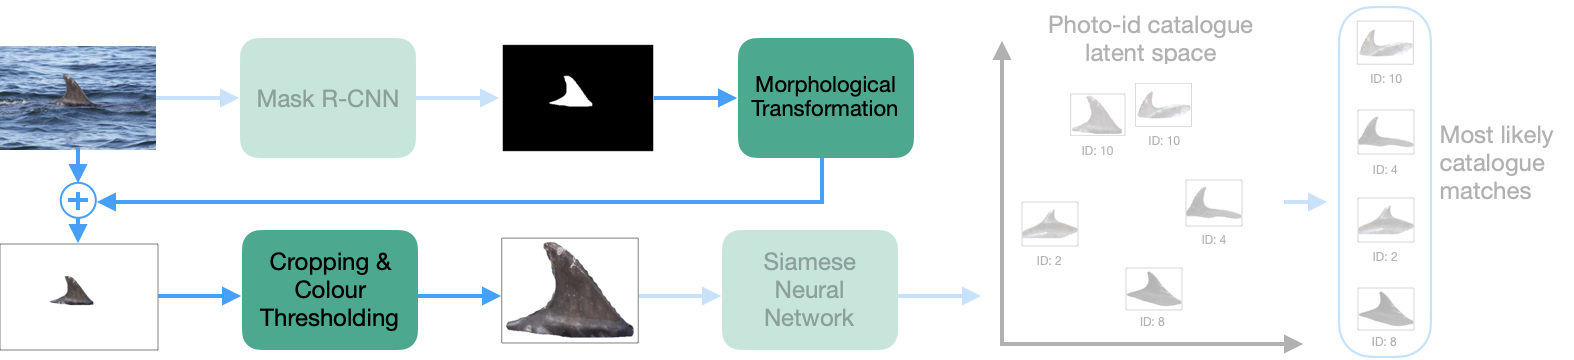 Mask R-CNN
Morphological
Transformation
Cropping &
Colour
Thresholding
Siamese
Neural
Network
Photo-id catalogue
latent space
ID: 10
ID: 10
ID: 4
ID: 2
ID: 8
ID: 10
ID: 4
ID: 2
ID: 8
Most likely
catalogue
matches